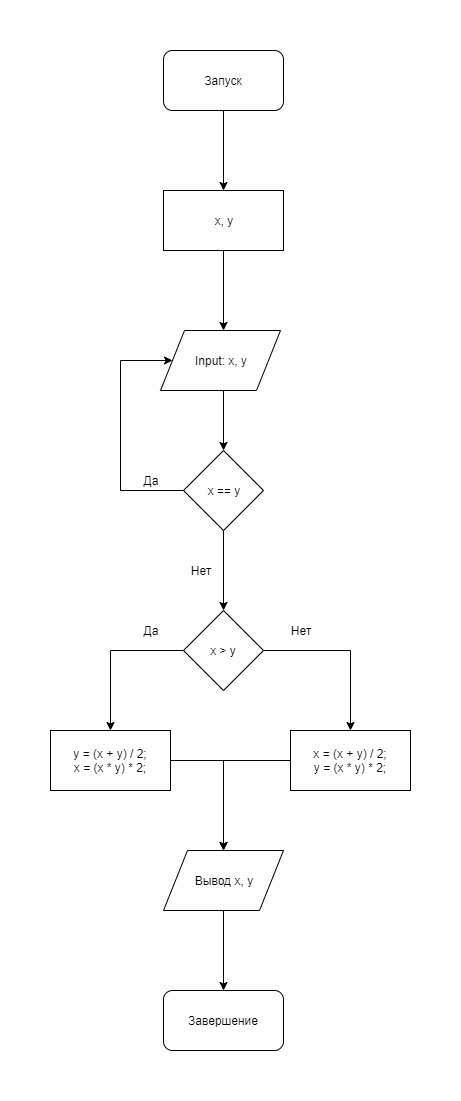 Запуск
x, y
Input: x, y
x == y
Да
Нет
x > y
Да
Нет
y = (x + y) / 2;
x = (x * y) * 2;
x = (x + y) / 2;
y = (x * y) * 2;
Вывод x, y
Завершение